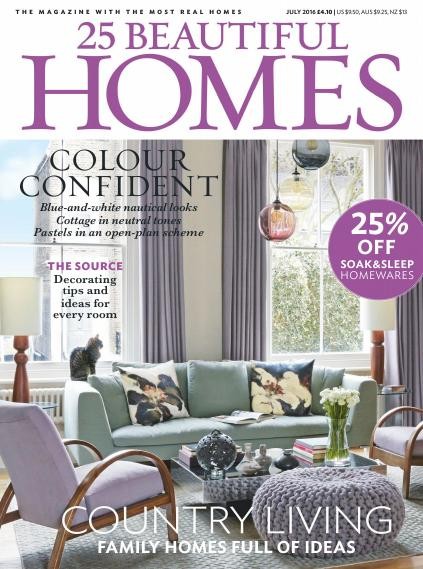 THE MAGAZINE WITH THE MOST REAL HOMES
JULY 2016 £4.10 | US $9.50, AUS $9.25, NZ $13
25 BEAUTIFUL
HOMES
COLOUR
CONFIDENT
Blue-and-white nautical looks
Cottage in neutral tones
Pastels in an open-plan scheme
THE SOURCE
Decorating
tips and
ideas for
every room
25%
OFF
SOAK&SLEEP
HOMEWARES
COUNTRY LIVING
FAMILY HOMES FULL OF IDEAS